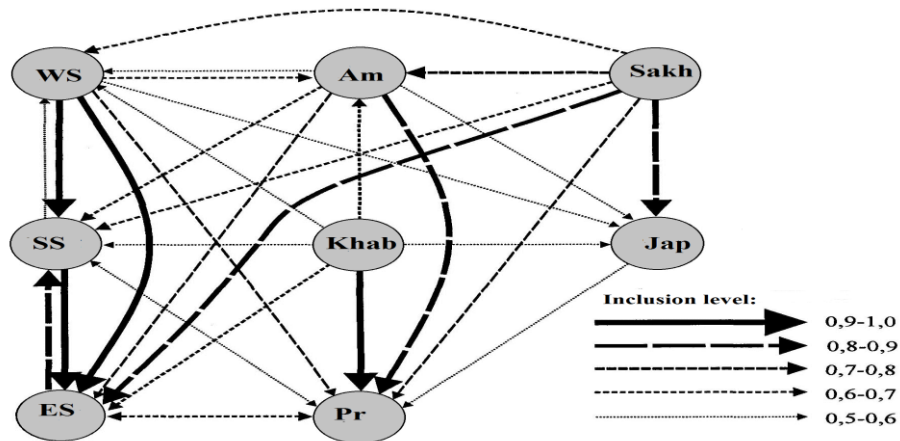 WS Am Sakh
SS Khab Jap
ES Pr
Inclusion level:
0,9-1,0
0,8-0,9
0,7-0,8
0,6-0,7
0,5-0,6